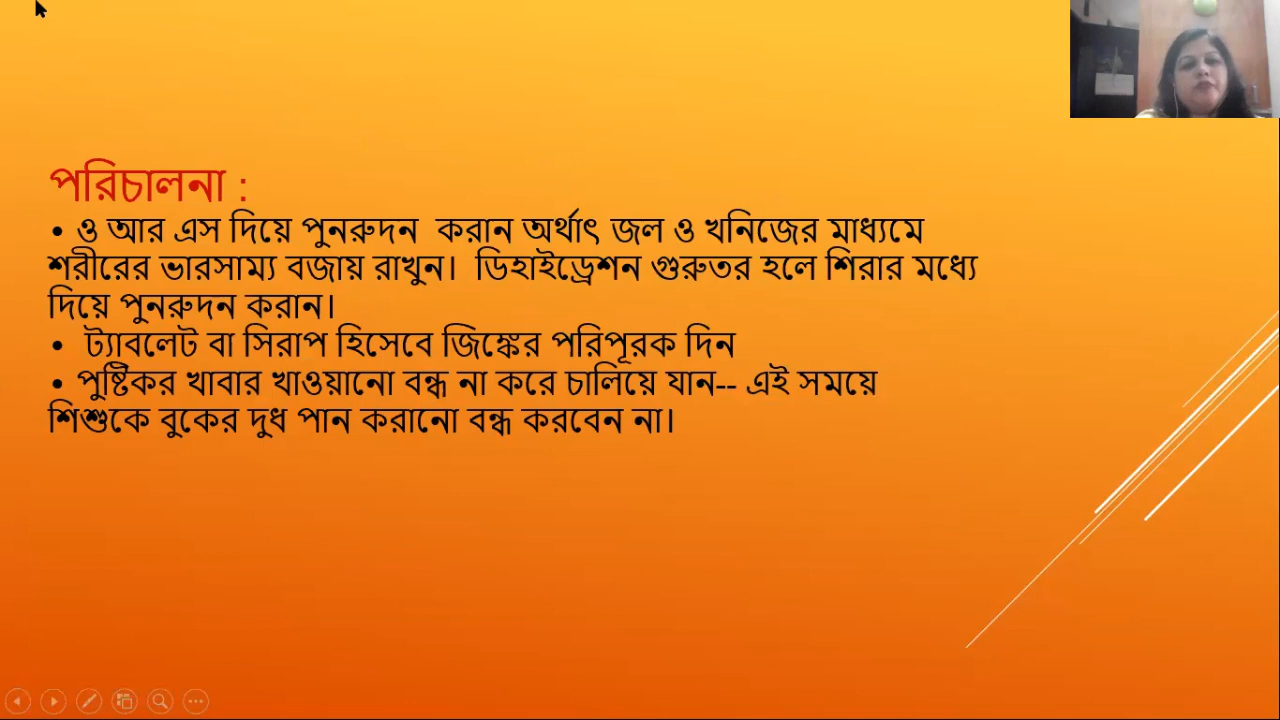 পরিচালনা :
• ও আর এস দিয়ে পুনরুদন করান অর্থাৎ জল ও খনিজের মাধ্যমে
শরীরের ভারসাম্য বজায় রাখুন। ডিহাইড্রেশন গুরুতর হলে শিরার মধ্যে
দিয়ে পুনরুদন করান।
• ট্যাবলেট বা সিরাপ হিসেবে জিঙ্কের পরিপূরক দিন
• পুষ্টিকর খাবার খাওয়ানো বন্ধ না করে চালিয়ে যান-- এই সময়ে
শিশুকে বুকের দুধ পান করানো বন্ধ করবেন না।